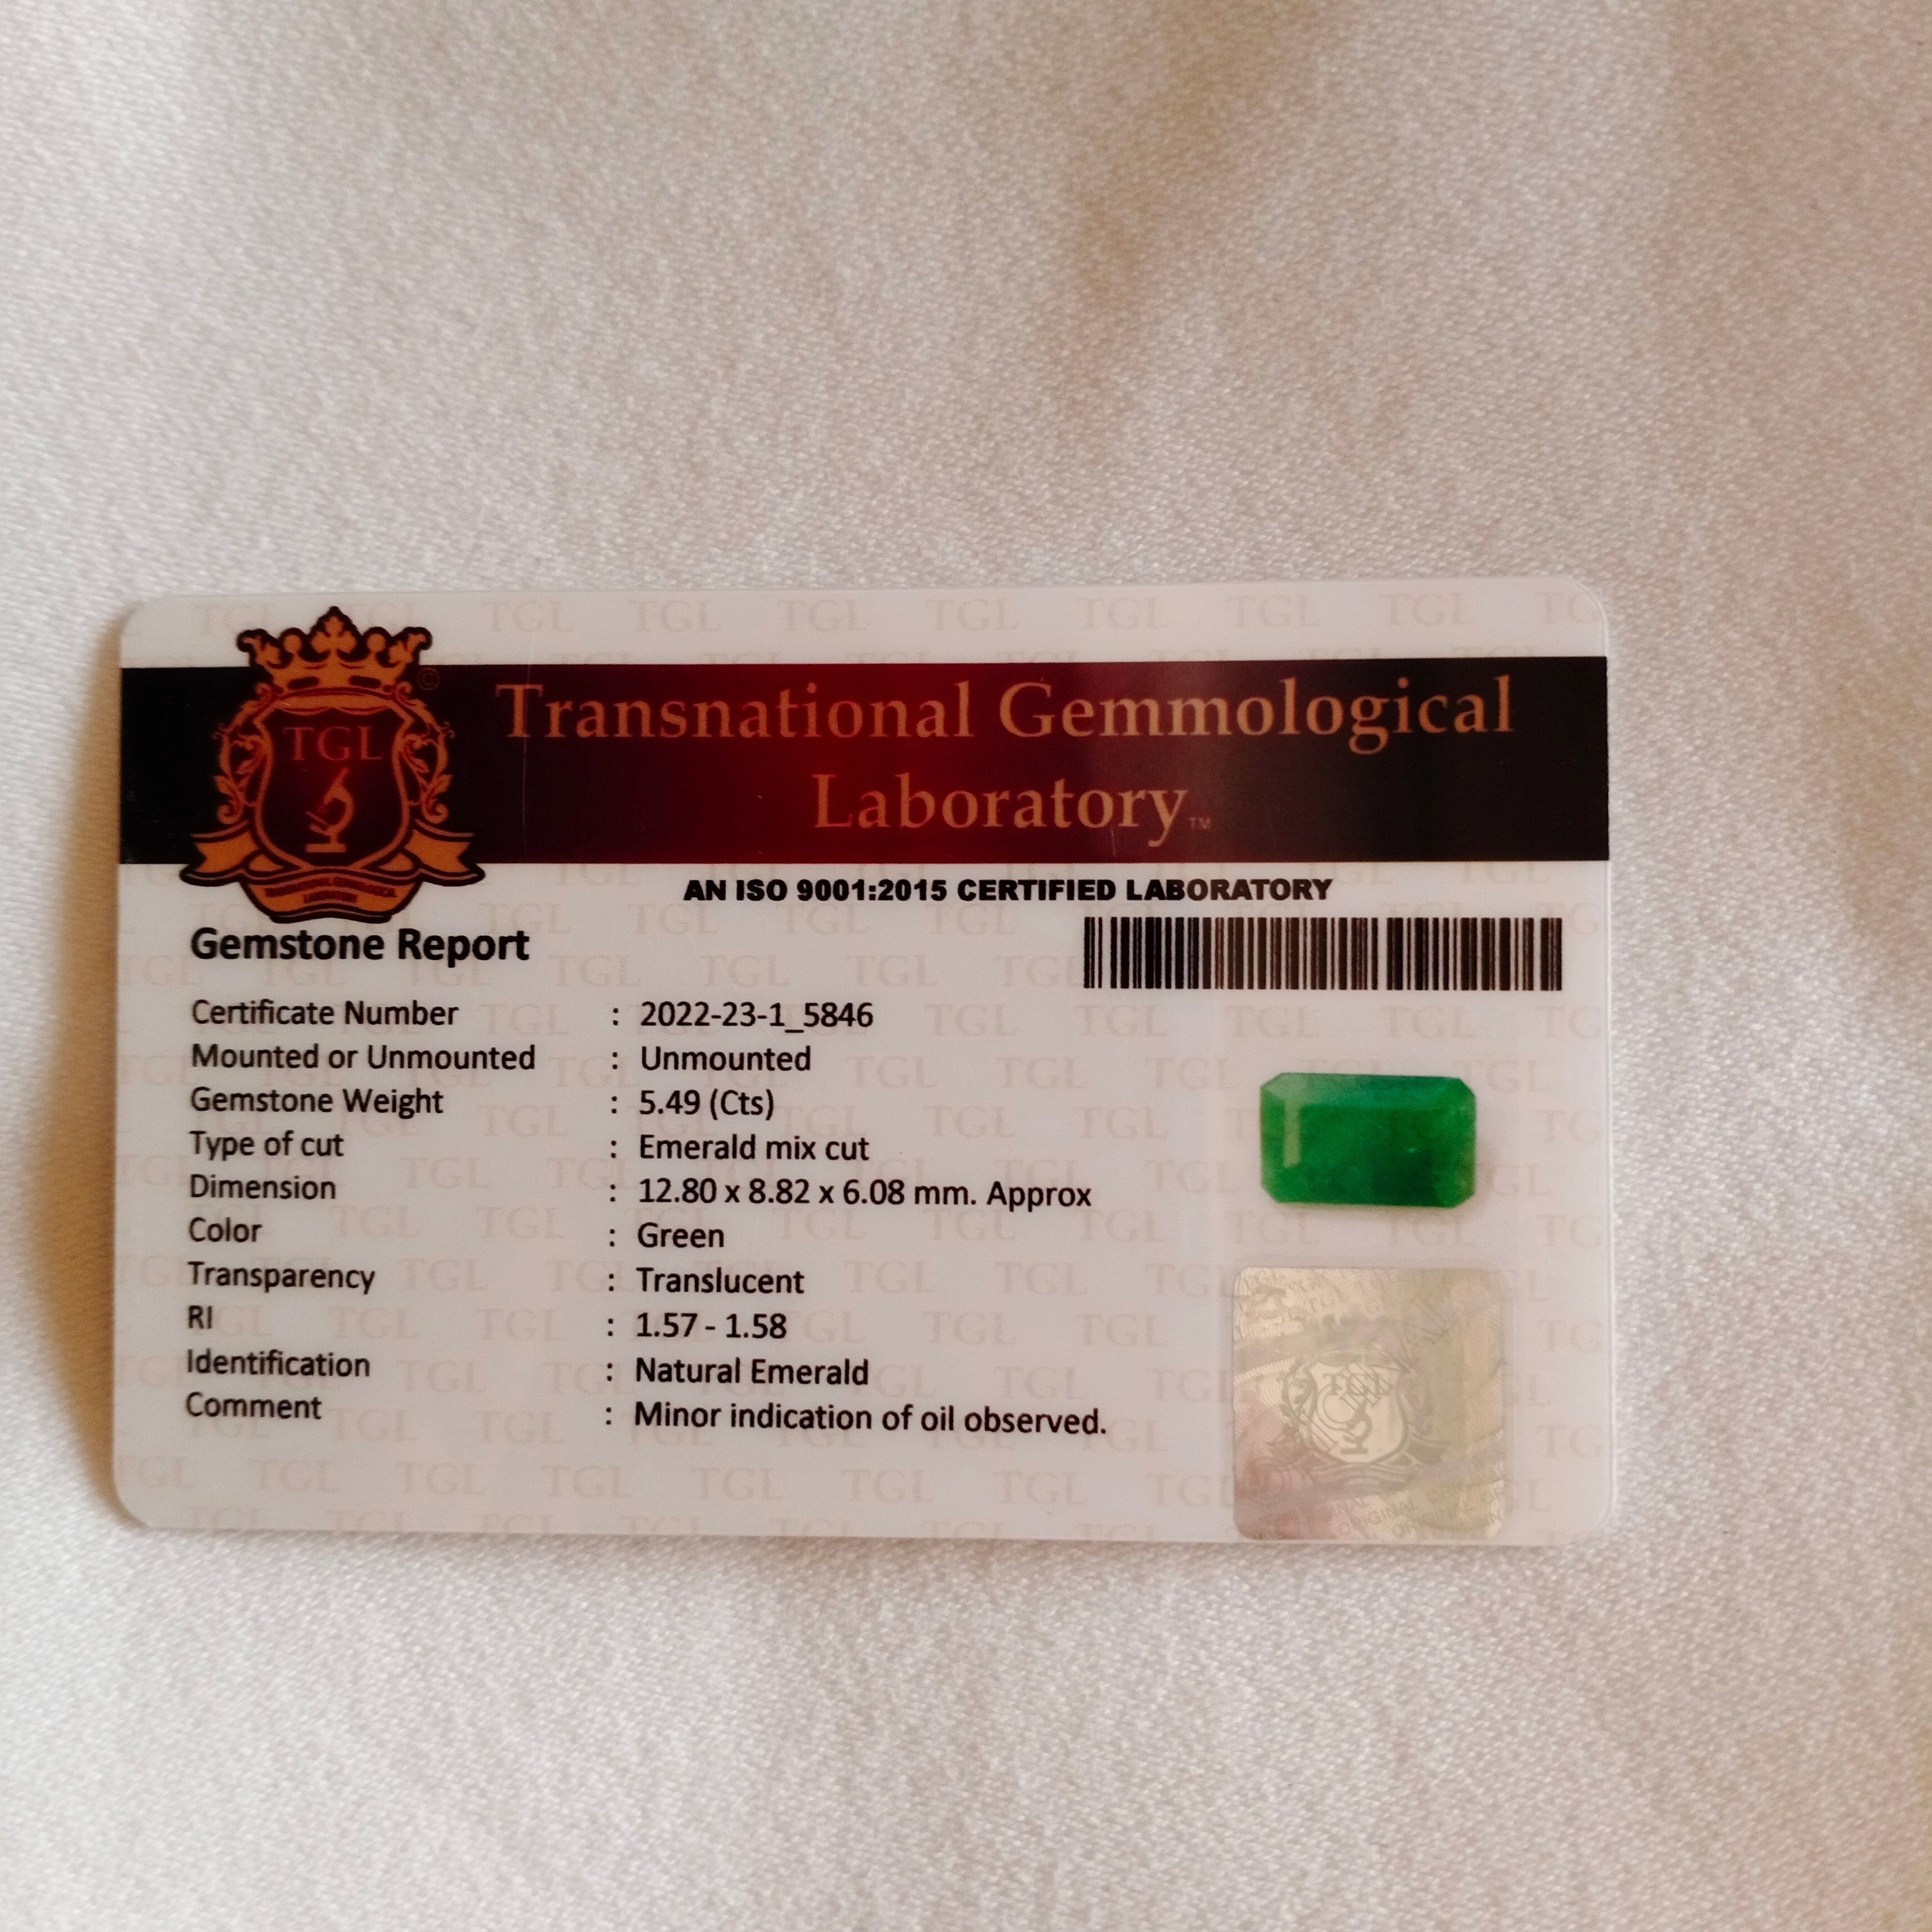 TGL
Transnational Gemmological
Laboratory™
AN ISO 9001:2015 CERTIFIED LABORATORY
Gemstone Report
Certificate Number : 2022-23-1_5846
Mounted or Unmounted : Unmounted
Gemstone Weight : 5.49 (Cts)
Type of cut : Emerald mix cut
Dimension : 12.80 x 8.82 x 6.08 mm. Approx
Color : Green
Transparency : Translucent
RI : 1.57 - 1.58
Identification : Natural Emerald
Comment : Minor indication of oil observed.
TGL